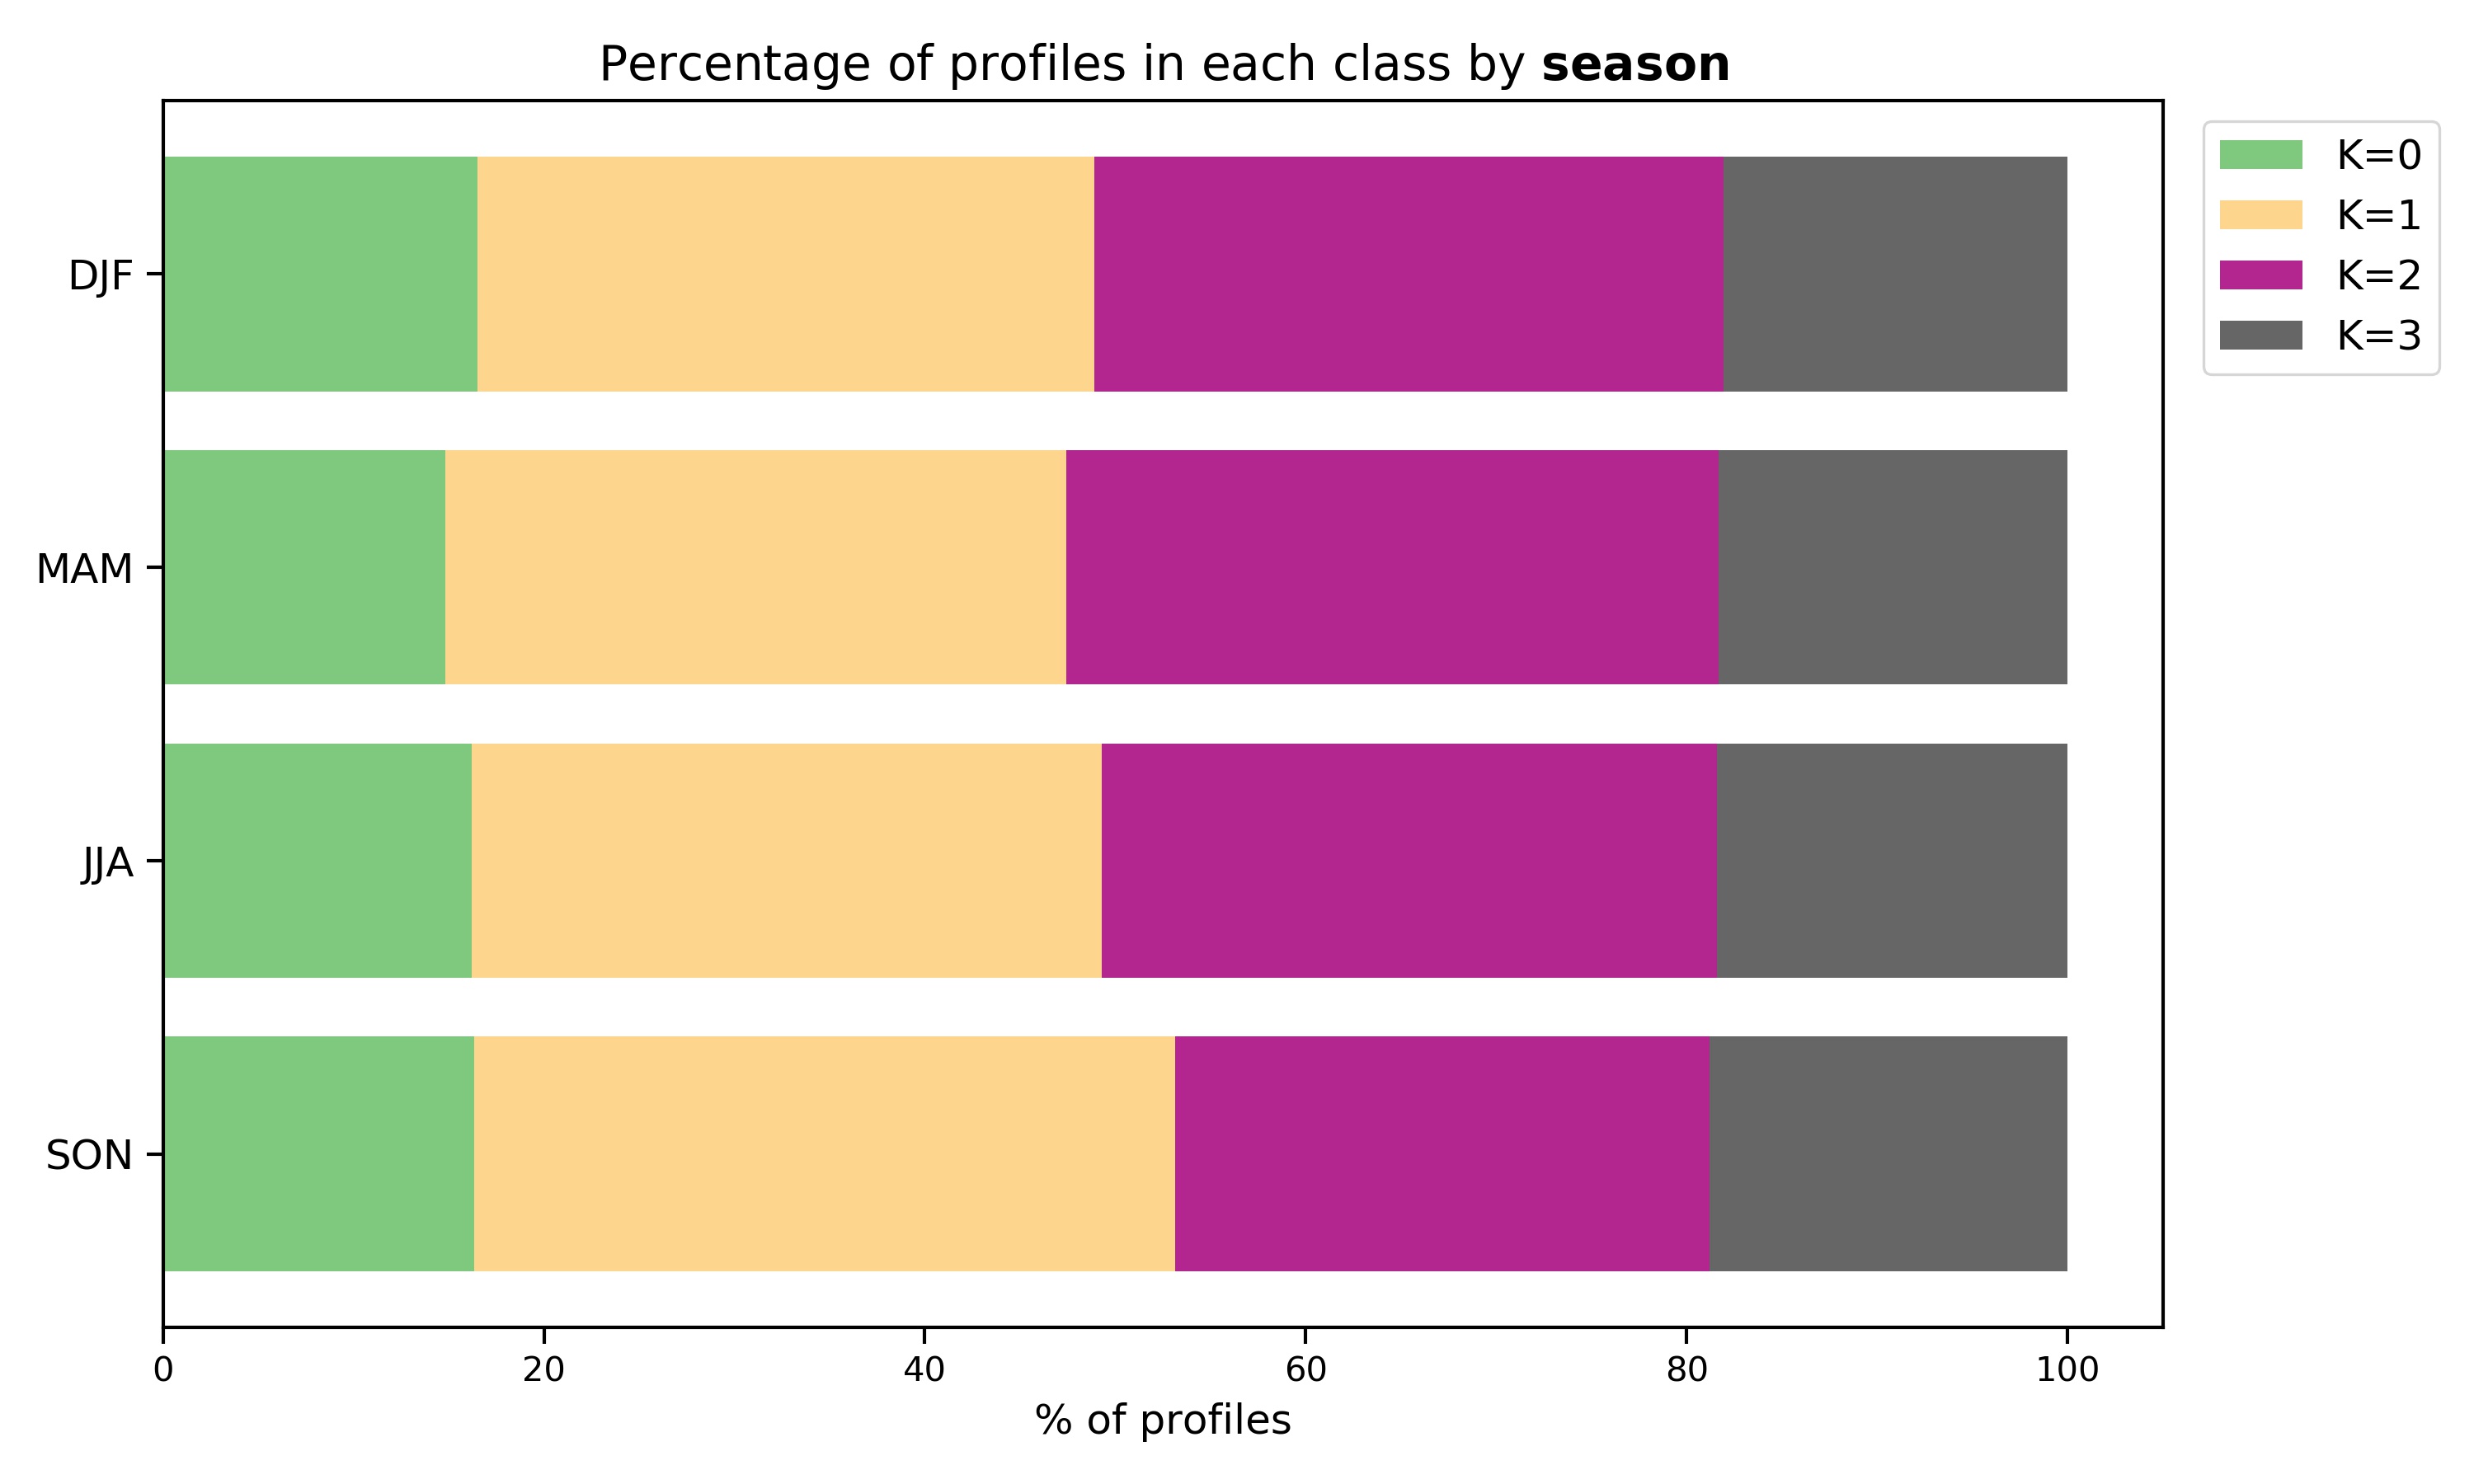 Percentage of profiles in each class by season
K=0
K=1
K=2
K=3
DJF
MAM
JJA
SON
0 20 40 60 80 100
% of profiles